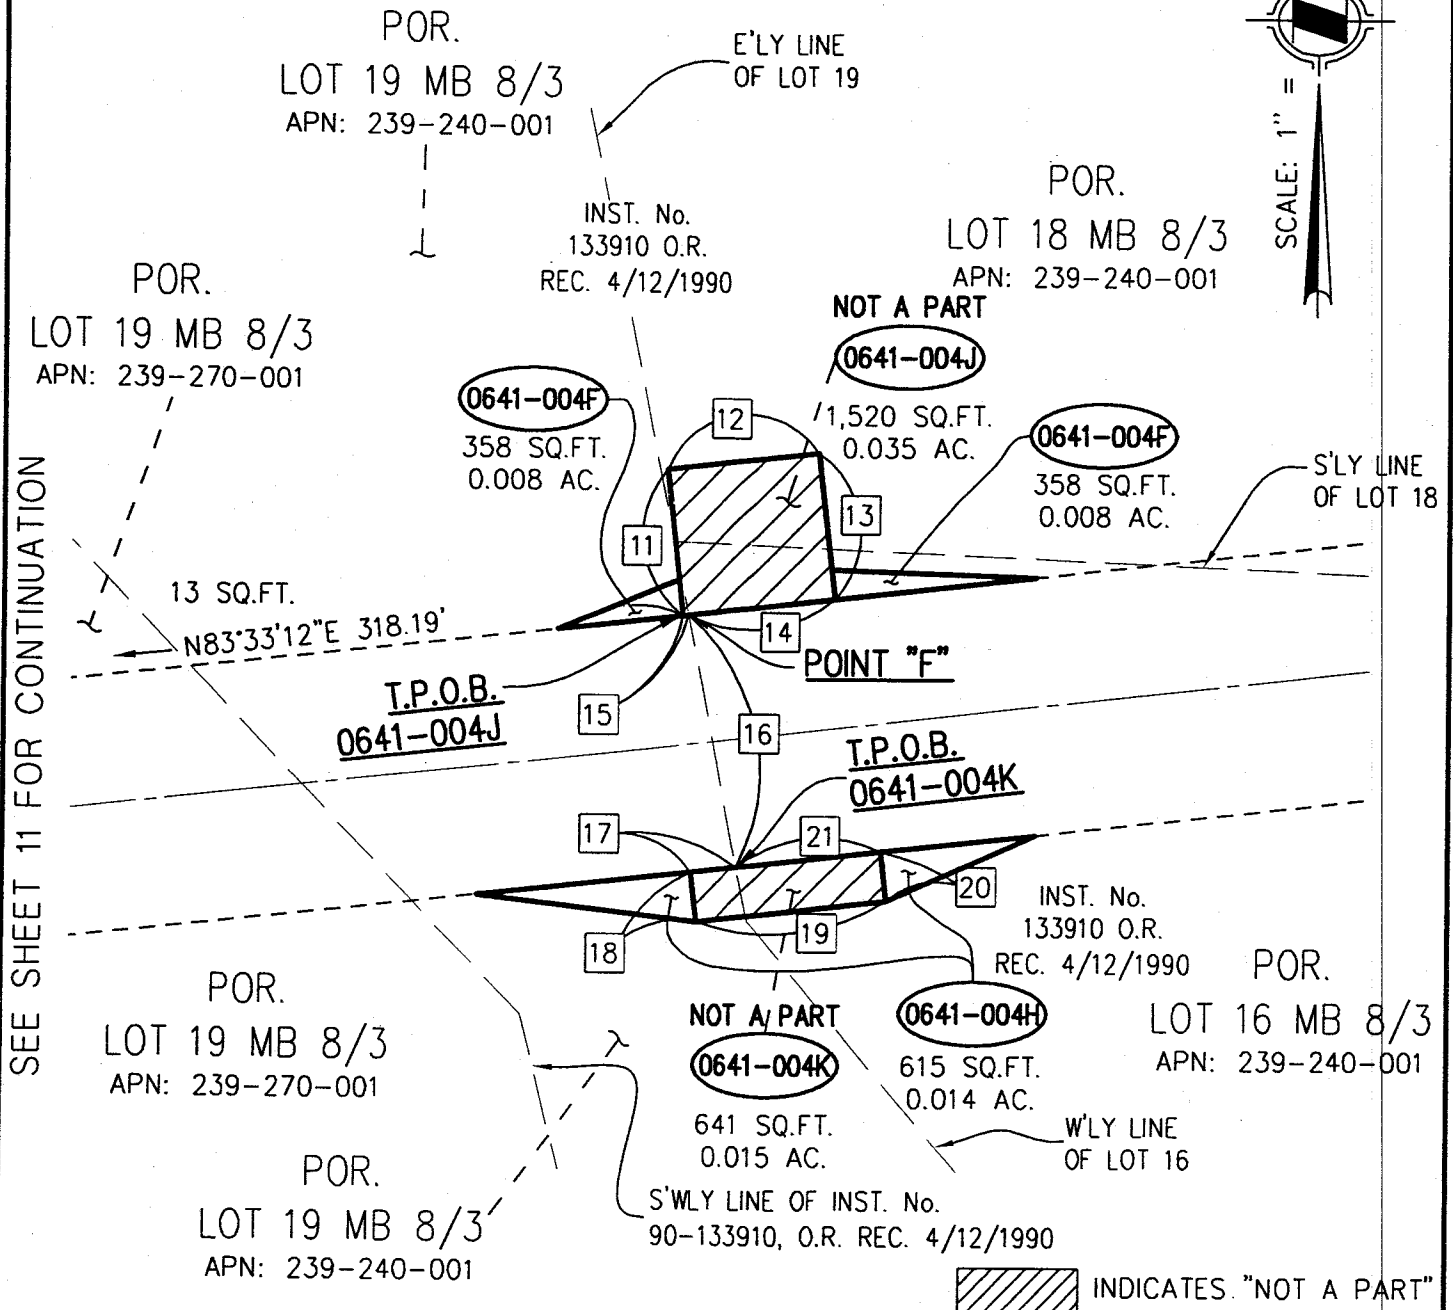 POR.
LOT 19 MB 8/3
APN: 239-240-001
E'LY LINE
OF LOT 19
SCALE: 1" =
INST. No.
133910 O.R.
REC. 4/12/1990
POR.
LOT 18 MB 8/3
APN: 239-240-001
POR.
LOT 19 MB 8/3
APN: 239-270-001
NOT A PART
0641-004J
1,520 SQ.FT.
0.035 AC.
0641-004F
358 SQ.FT.
0.008 AC.
12
0641-004F
358 SQ.FT.
0.008 AC.
S'LY LINE
OF LOT 18
11
13
14
SEE SHEET 11 FOR CONTINUATION
13 SQ.FT.
N83°33'12"E 318.19'
POINT "F"
T.P.O.B.
0641-004J
15
16
T.P.O.B.
0641-004K
17
21
20
18
19
INST. No.
133910 O.R.
REC. 4/12/1990
POR.
LOT 19 MB 8/3
APN: 239-270-001
NOT A PART
0641-004K
641 SQ.FT.
0.015 AC.
0641-004H
615 SQ.FT.
0.014 AC.
POR.
LOT 16 MB 8/3
APN: 239-240-001
W'LY LINE
OF LOT 16
POR.
LOT 19 MB 8/3
APN: 239-240-001
S'WLY LINE OF INST. No.
90-133910, O.R. REC. 4/12/1990
INDICATES "NOT A PART"